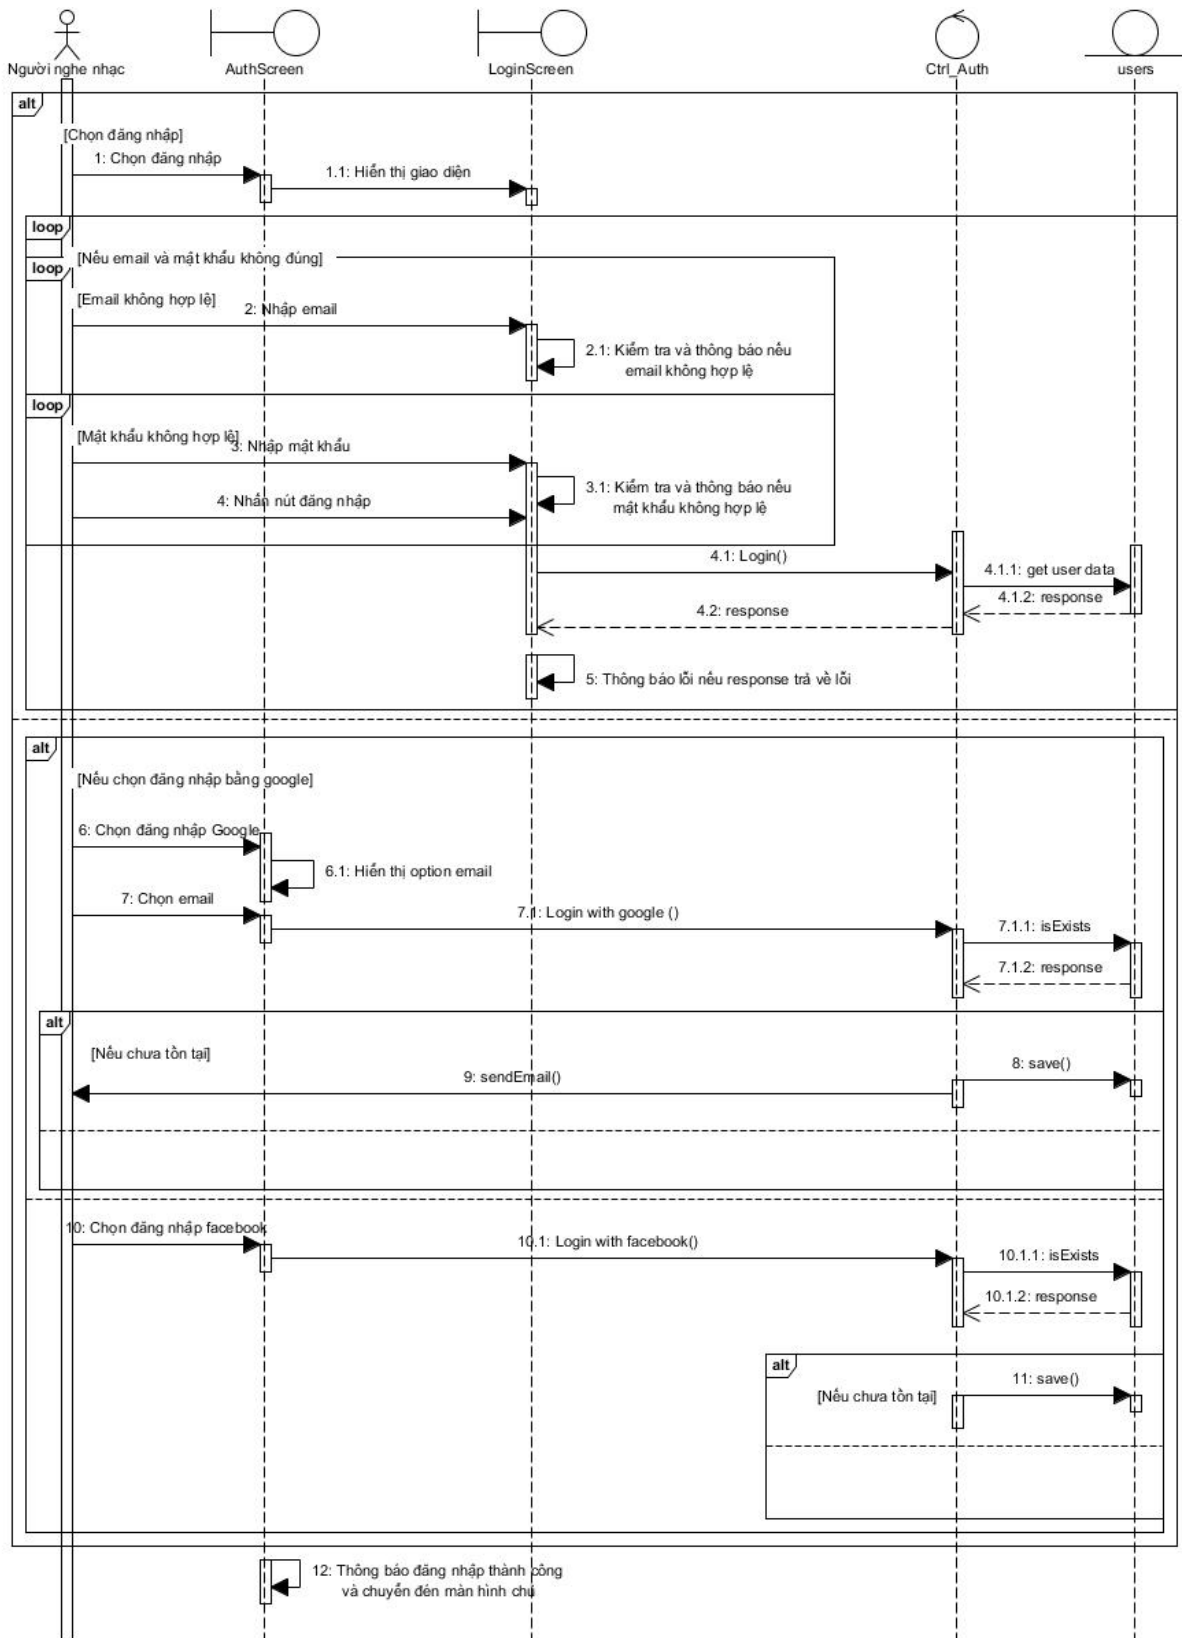 Người nghe nhạc
AuthScreen
LoginScreen
Ctrl_Auth
users
alt
[Chọn đăng nhập]
1: Chọn đăng nhập
1.1: Hiển thị giao diện
loop
[Nếu email và mật khẩu không đúng]
loop
[Email không hợp lệ]
2: Nhập email
2.1: Kiểm tra và thông báo nếu
email không hợp lệ
loop
[Mật khẩu không hợp lệ]
3: Nhập mật khẩu
3.1: Kiểm tra và thông báo nếu
mật khẩu không hợp lệ
4: Nhấn nút đăng nhập
4.1: Login()
4.1.1: get user data
4.1.2: response
4.2: response
5: Thông báo lỗi nếu response trả về lỗi
alt
[Nếu chọn đăng nhập bằng google]
6: Chọn đăng nhập Google
6.1: Hiển thị option email
7: Chọn email
7.1: Login with google ()
7.1.1: isExists
7.1.2: response
alt
[Nếu chưa tồn tại]
8: save()
9: sendEmail()
10: Chọn đăng nhập facebook
10.1: Login with facebook()
10.1.1: isExists
10.1.2: response
alt
[Nếu chưa tồn tại]
11: save()
12: Thông báo đăng nhập thành công
và chuyển đén màn hình chủ